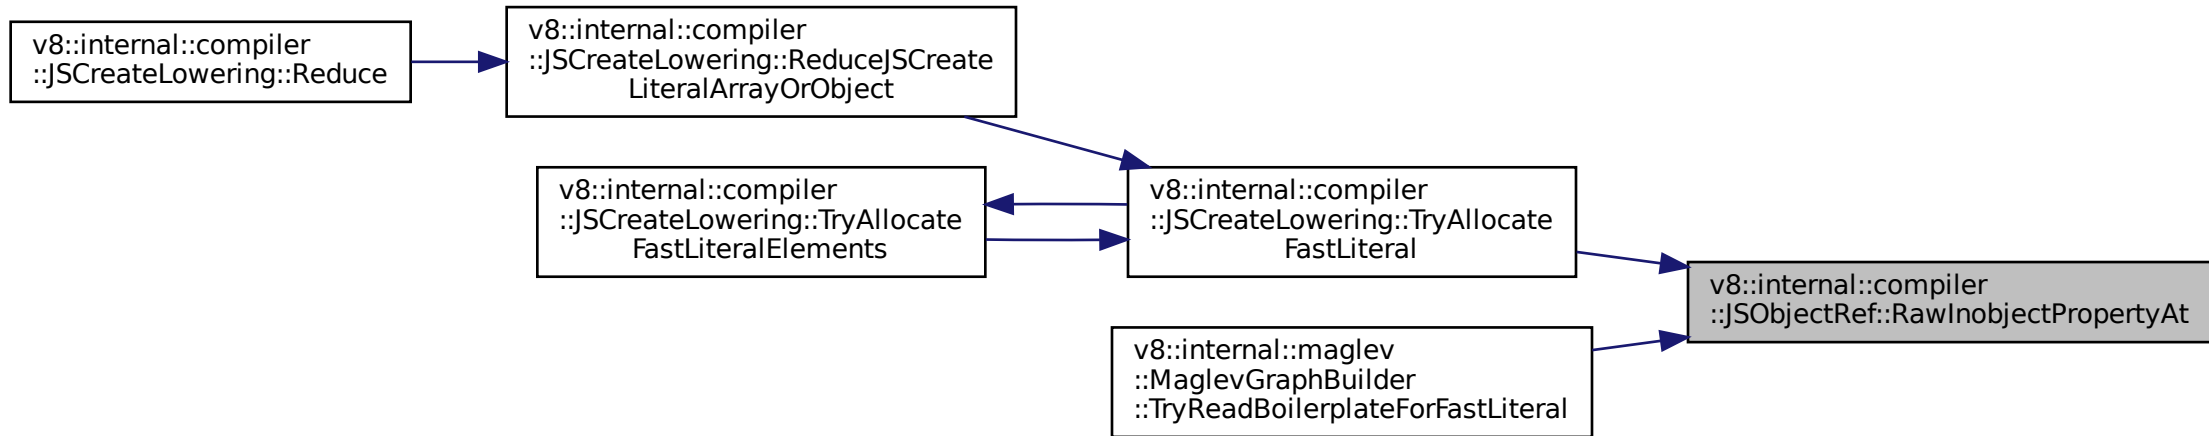 v8::internal::compiler
::JSCreateLowering::Reduce
v8::internal::compiler
::JSCreateLowering::ReduceJSCreate
LiteralArrayOrObject
v8::internal::compiler
::JSCreateLowering::TryAllocate
FastLiteralElements
v8::internal::compiler
::JSCreateLowering::TryAllocate
FastLiteral
v8::internal::maglev
::MaglevGraphBuilder
::TryReadBoilerplateForFastLiteral
v8::internal::compiler
::JSObjectRef::RawInobjectPropertyAt